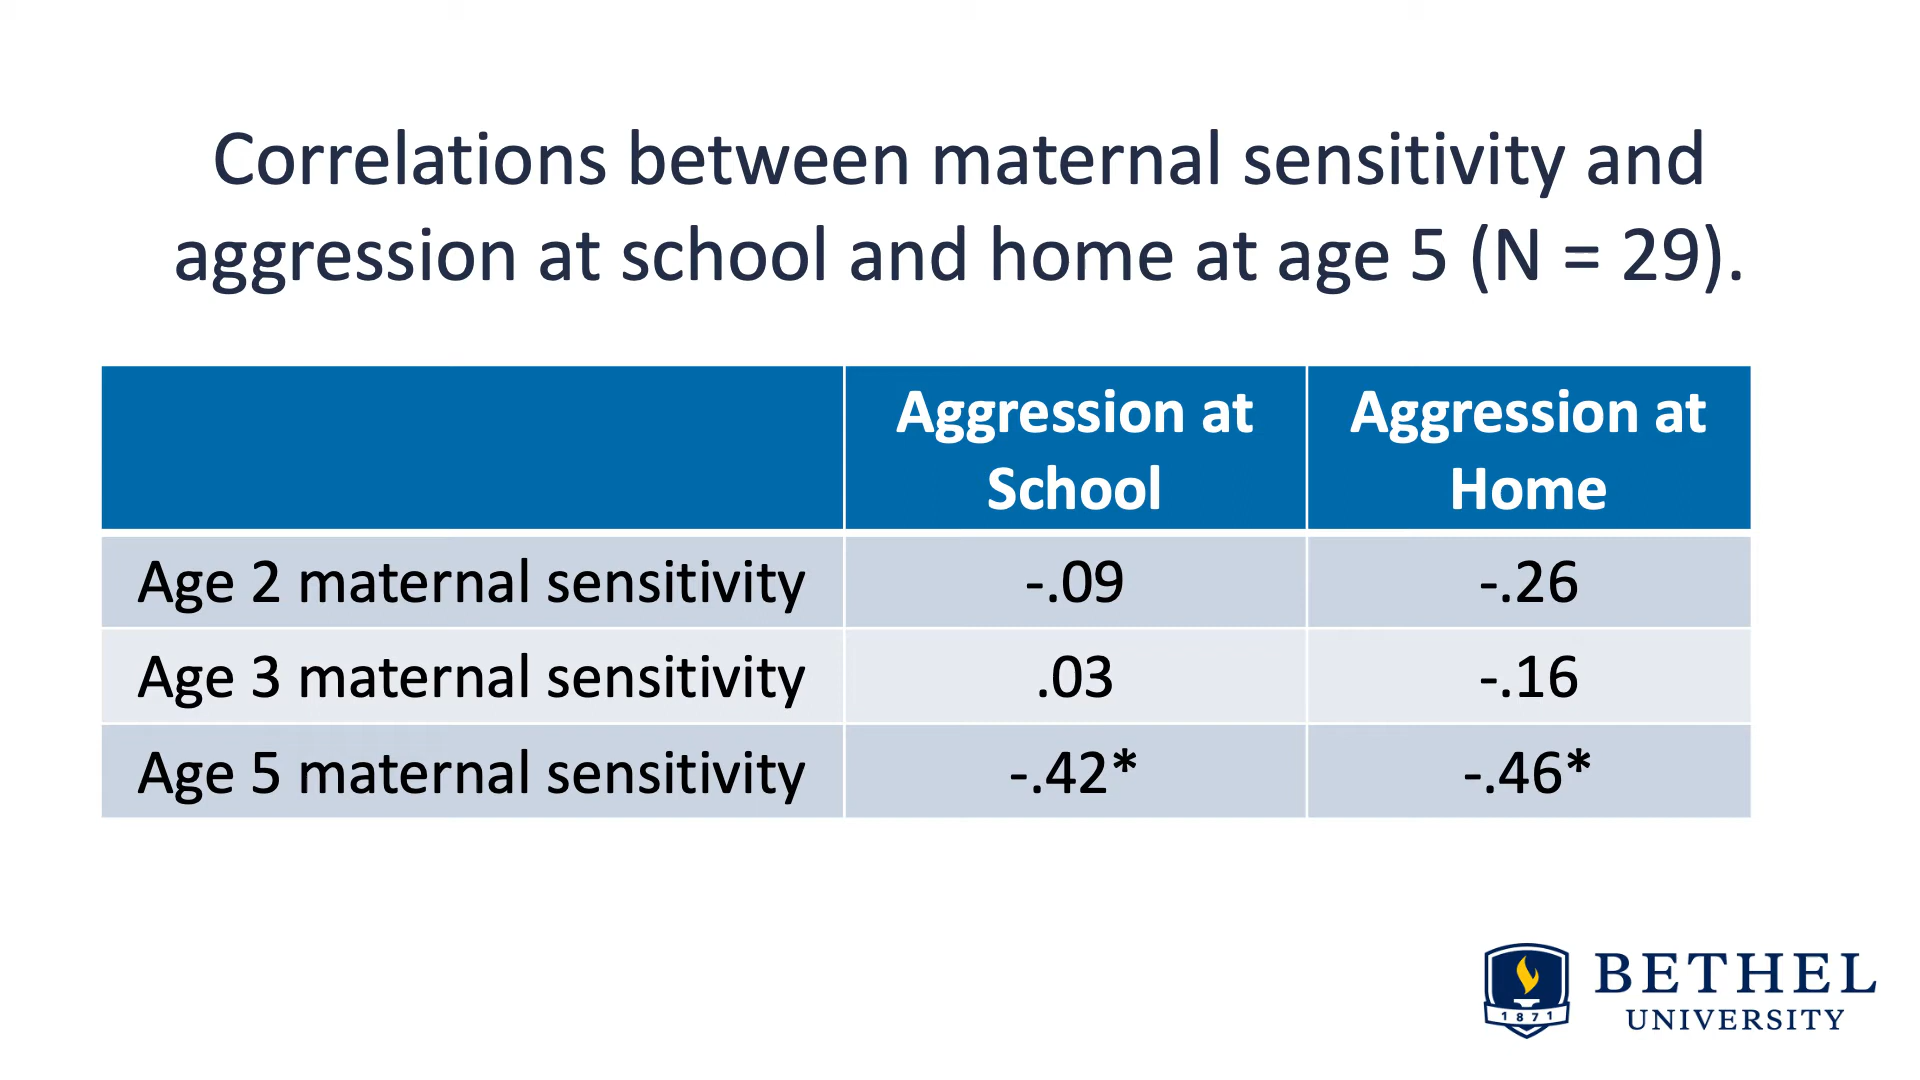 Correlations between maternal sensitivity and
aggression at school and home at age 5 (N = 29).
Aggression at School Aggression at Home
Age 2 maternal sensitivity -.09 -.26
Age 3 maternal sensitivity .03 -.16
Age 5 maternal sensitivity -.42* -.46*
BETHEL
UNIVERSITY
1871